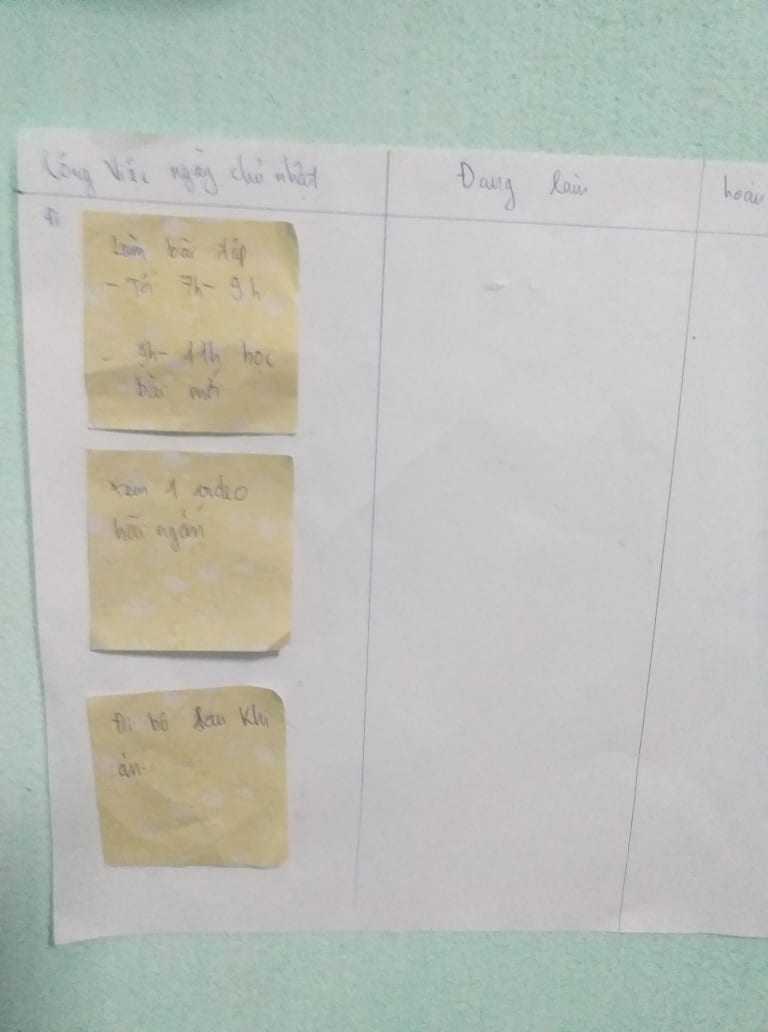 Công việc ngày chủ nhật
Đang làm
hoàn
Đi
Làm bài tập
- Tối 7h - 9h
- 9h - 11h học
bài mới
xem 1 video
hài ngắn
Đi bộ sau khi
ăn